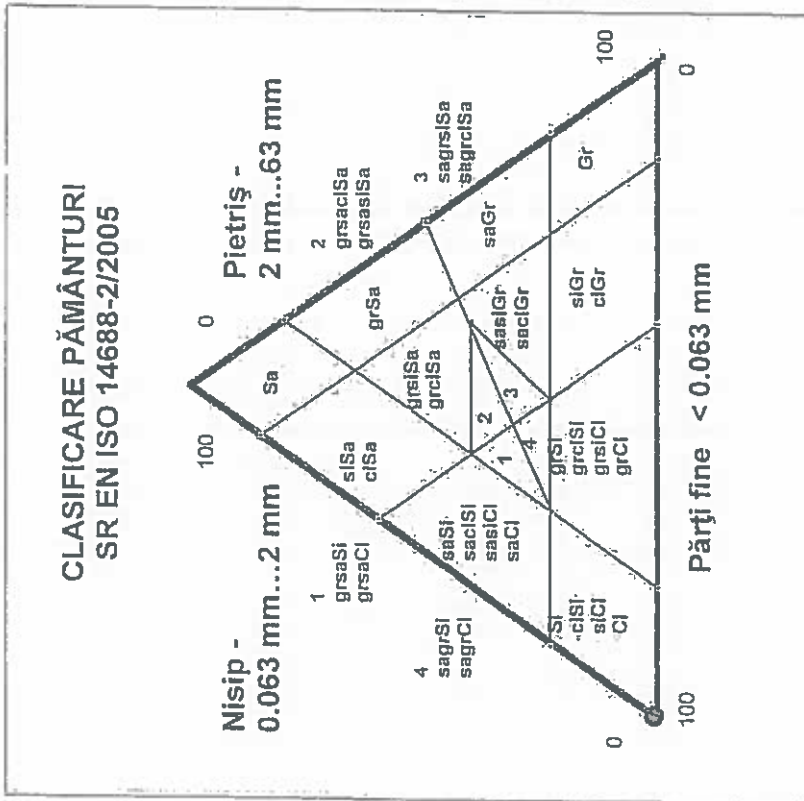 CLASIFICARE PĂMÂNTURI
SR EN ISO 14688-2/2005
Nisip -
0.063 mm...2 mm
Pietriş -
2 mm...63 mm
100
0
1
grsaSi
grsaCl
2
grsaclSa
grsasiSa
4
sagrSi
sagrCl
3
sagrsiSa
sagrclSa
Sa
siSa
clSa
grSa
grsiSa
grclSa
saSi
saclSi
sasiCl
saCl
1
2
3
4
sasiGr
saclGr
saGr
Si
clSi
siCl
Cl
grSi
grclSi
grsiCl
grCl
siGr
clGr
Gr
0
100
100
0
Părţi fine < 0.063 mm